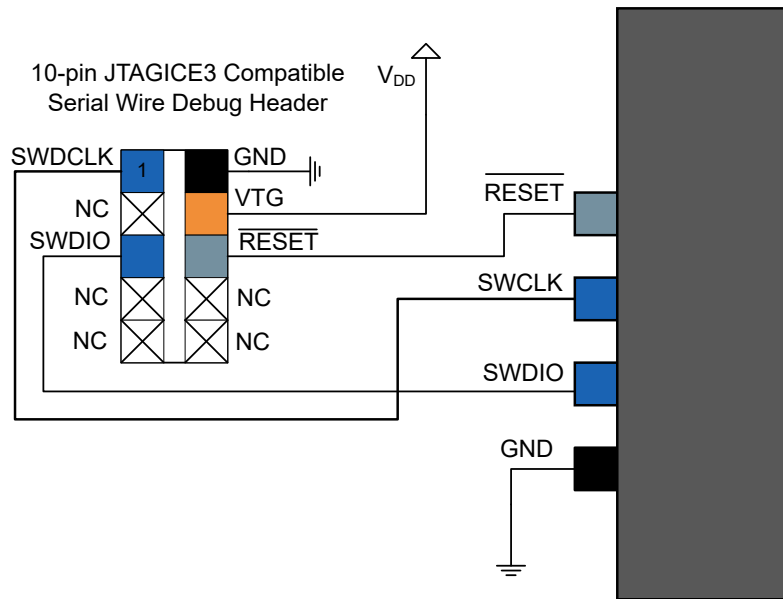 10-pin JTAGICE3 Compatible
Serial Wire Debug Header
VDD
SWDCLK
1
GND
NC
VTG
SWDIO
RESET
NC
NC
NC
NC
RESET
SWCLK
SWDIO
GND